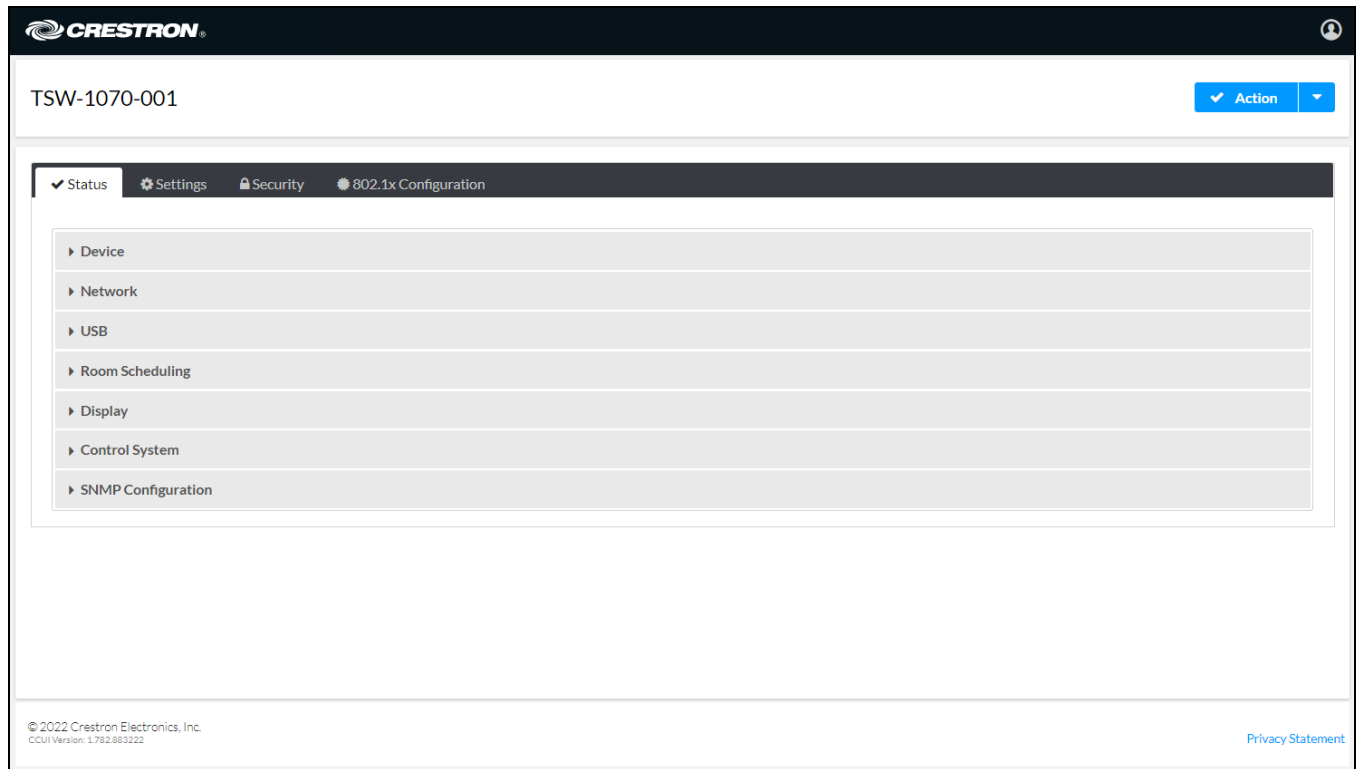 CRESTRON®
TSW-1070-001
Action
Status Settings Security 802.1x Configuration
Device
Network
USB
Room Scheduling
Display
Control System
SNMP Configuration
© 2022 Crestron Electronics, Inc.
CCUI Version: 1.782.883222
Privacy Statement